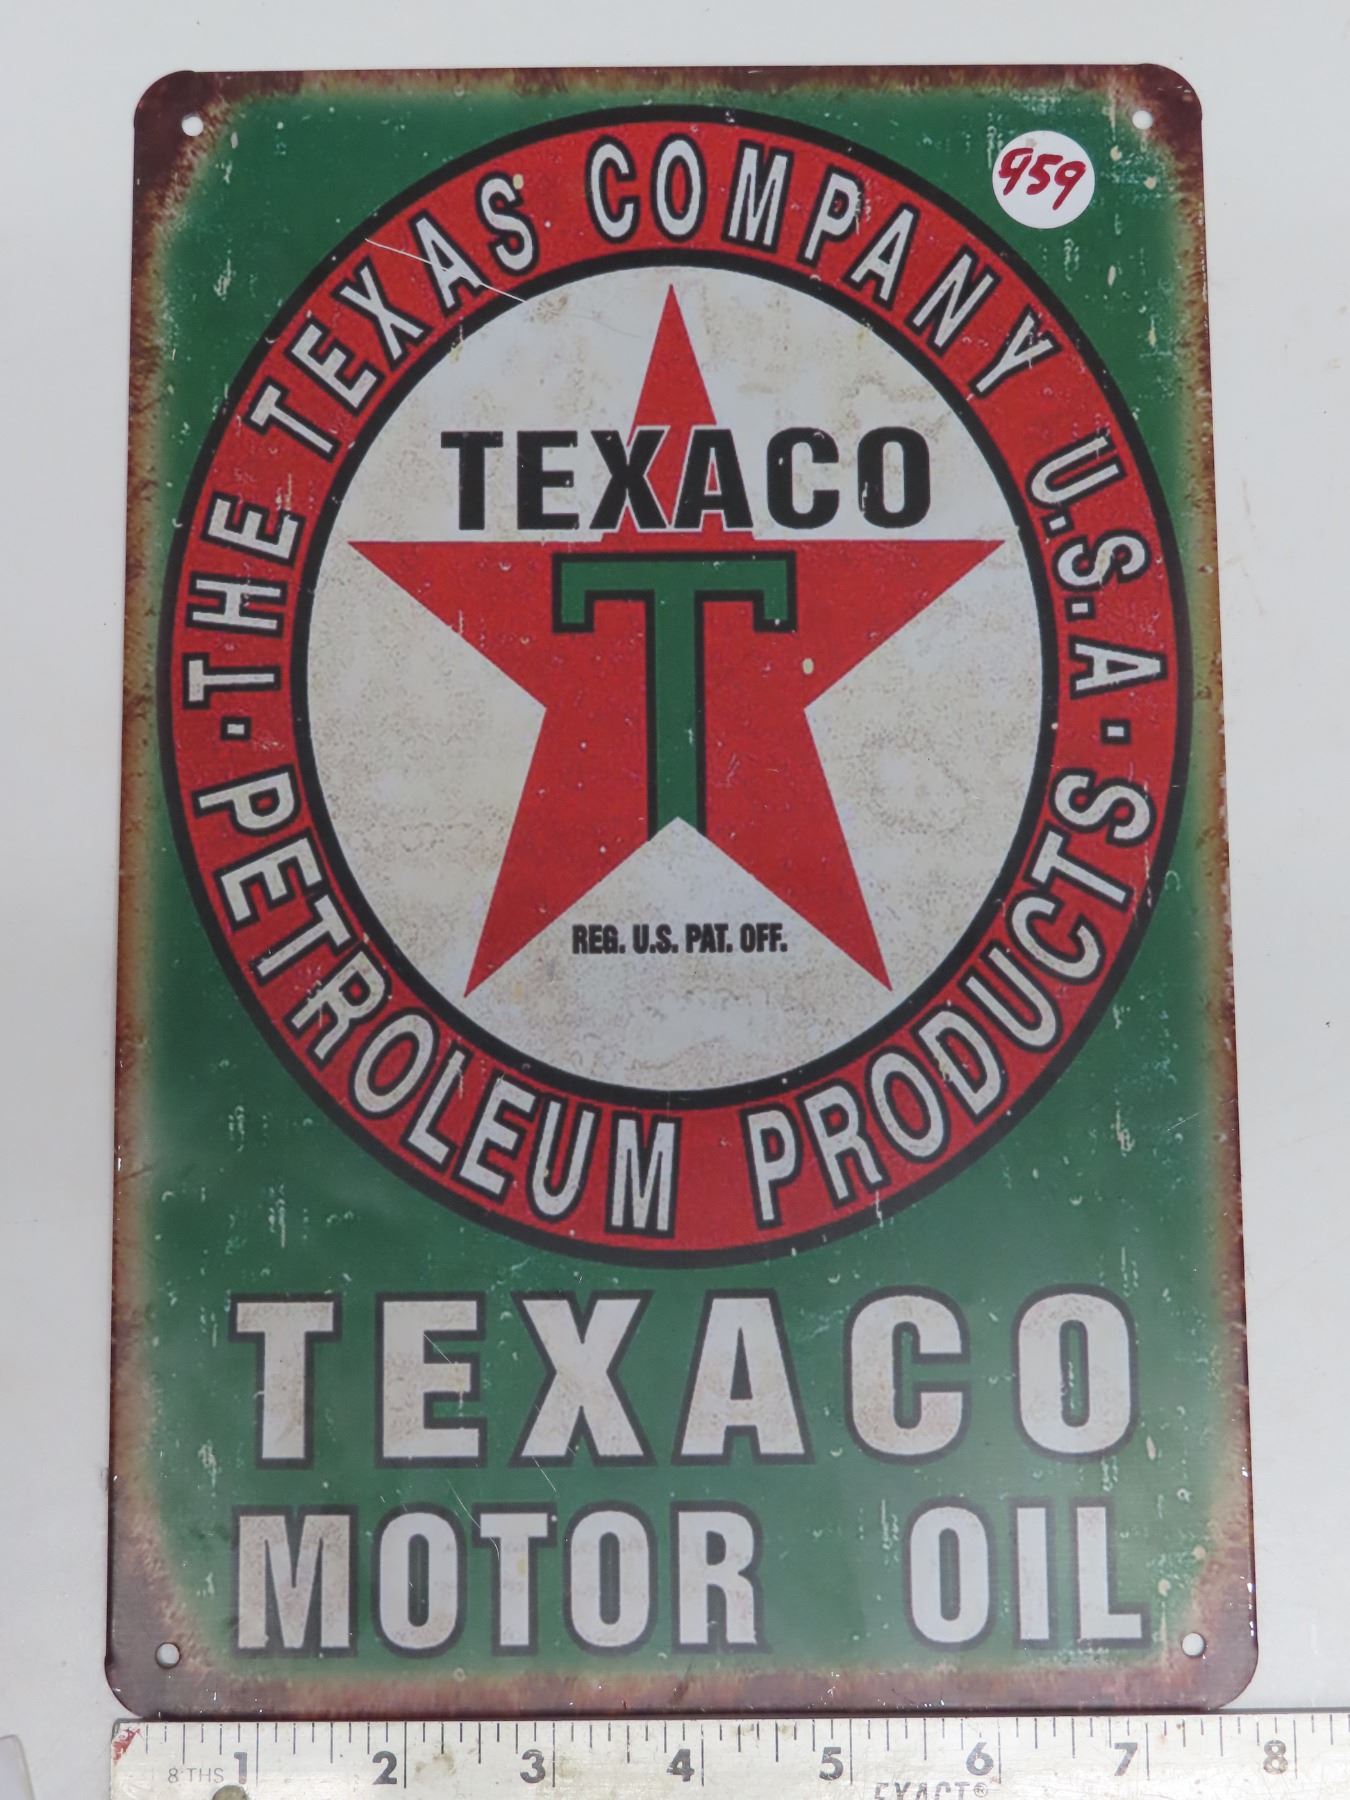 959
·THE TEXAS COMPANY U.S.A·
TEXACO
T
REG. U.S. PAT. OFF.
PETROLEUM PRODUCTS
TEXACO
MOTOR OIL
8 THS 1 2 3 4 5 6 7 8
EXACT®